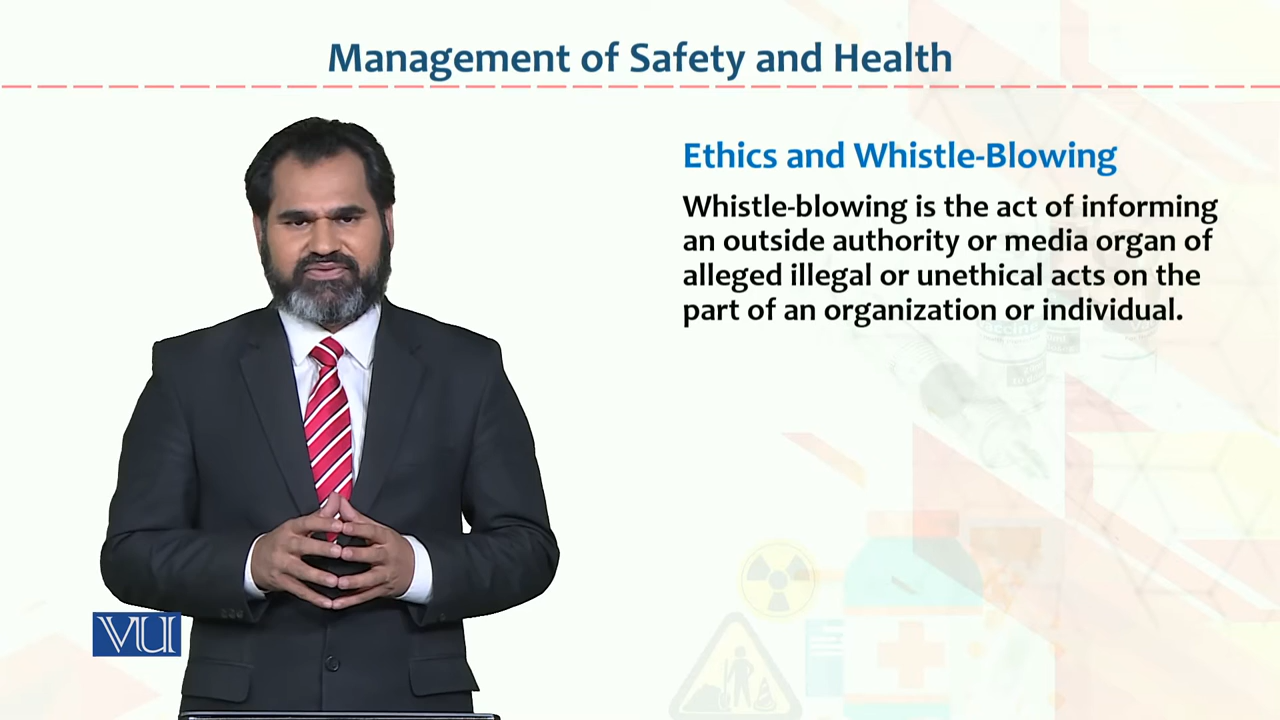 Management of Safety and Health
Ethics and Whistle-Blowing
Whistle-blowing is the act of informing
an outside authority or media organ of
alleged illegal or unethical acts on the
part of an organization or individual.
vaccine
VU